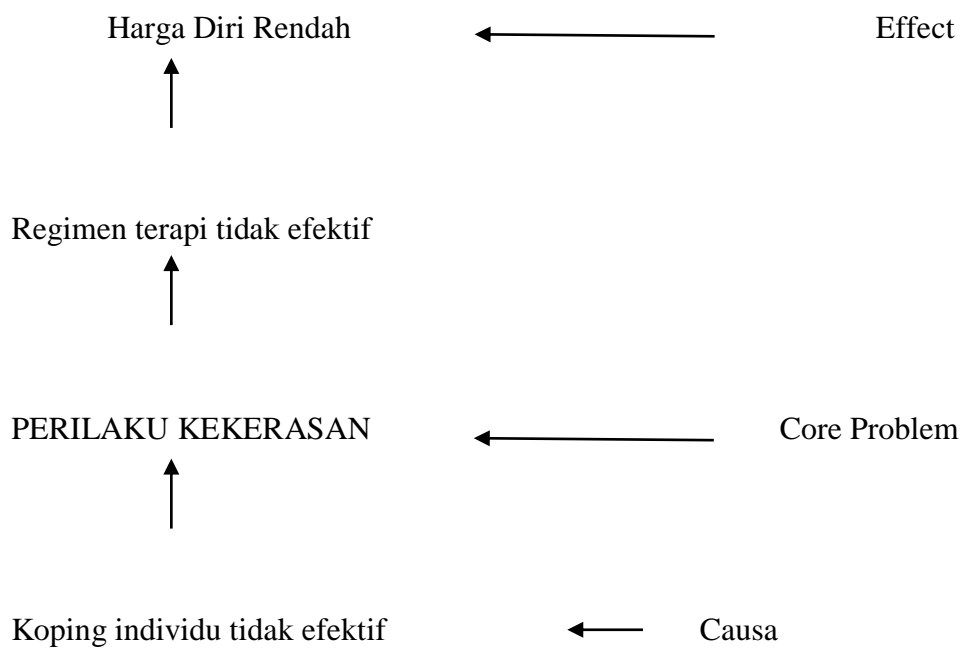 Harga Diri Rendah Effect
Regimen terapi tidak efektif
PERILAKU KEKERASAN Core Problem
Koping individu tidak efektif Causa